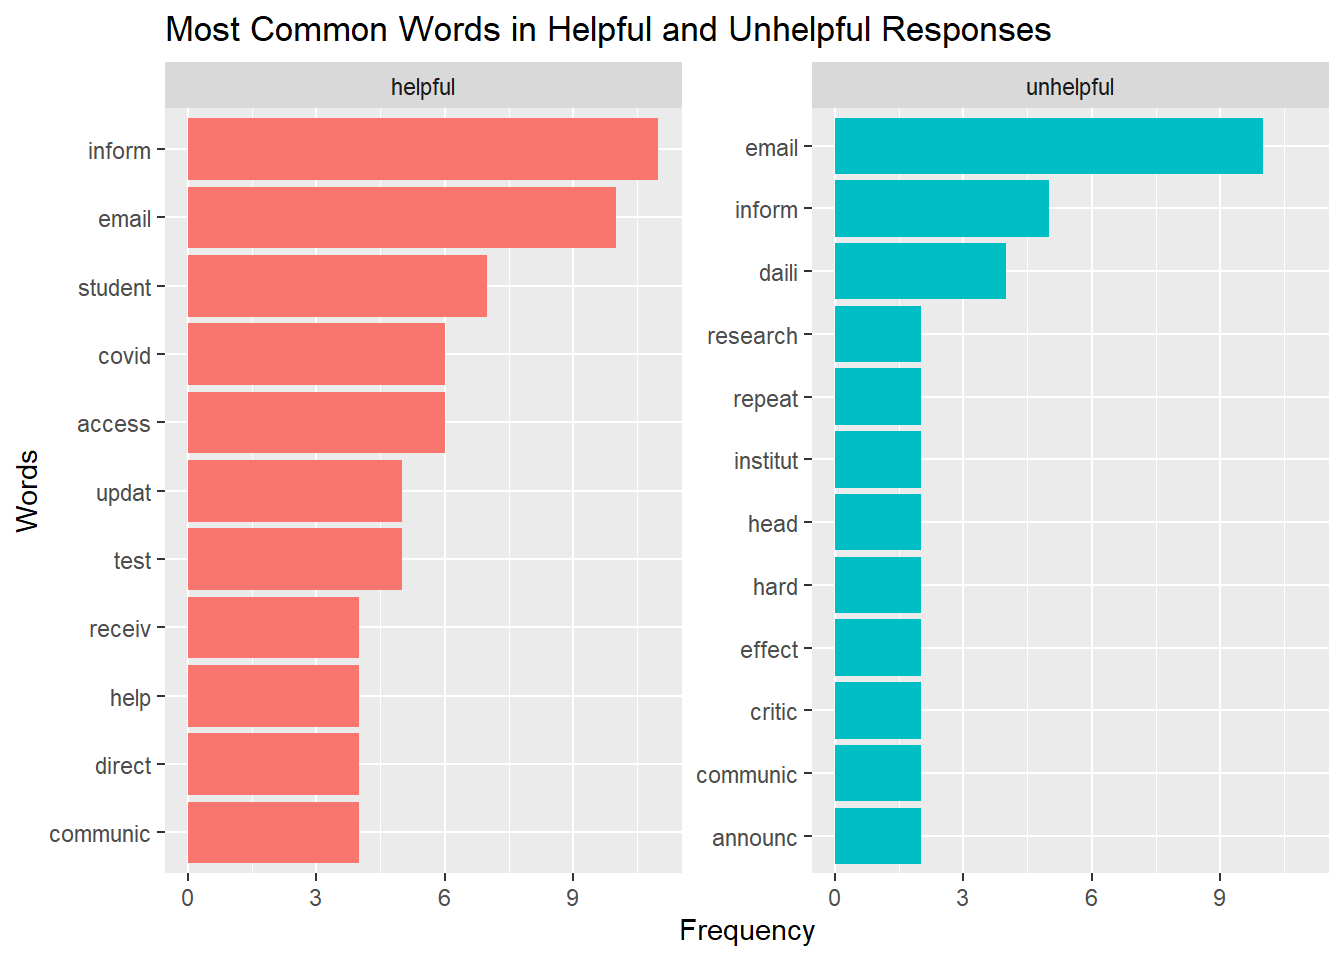 Most Common Words in Helpful and Unhelpful Responses
helpful
inform
email
student
covid
access
updat
test
receiv
help
direct
communic
0 3 6 9
unhelpful
email
inform
daili
research
repeat
institut
head
hard
effect
critic
communic
announc
0 3 6 9
Words
Frequency